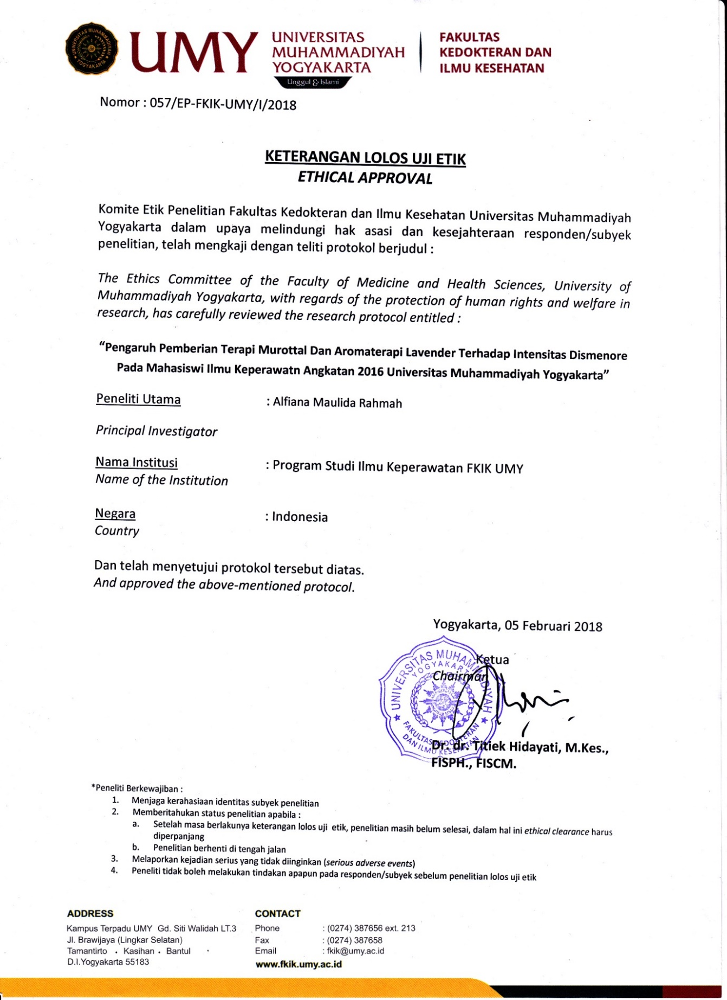 UNIVERSITAS MUHAMMADIYAH YOGYAKARTA
UMY
UNIVERSITAS
MUHAMMADIYAH
YOGYAKARTA
Unggul & Islami
FAKULTAS
KEDOKTERAN DAN
ILMU KESEHATAN
Nomor : 057/EP-FKIK-UMY/I/2018
KETERANGAN LOLOS UJI ETIK
ETHICAL APPROVAL
Komite Etik Penelitian Fakultas Kedokteran dan Ilmu Kesehatan Universitas Muhammadiyah
Yogyakarta dalam upaya melindungi hak asasi dan kesejahteraan responden/subyek
penelitian, telah mengkaji dengan teliti protokol berjudul :
The Ethics Committee of the Faculty of Medicine and Health Sciences, University of
Muhammadiyah Yogyakarta, with regards of the protection of human rights and welfare in
research, has carefully reviewed the research protocol entitled :
“Pengaruh Pemberian Terapi Murottal Dan Aromaterapi Lavender Terhadap Intensitas Dismenore
Pada Mahasiswi Ilmu Keperawatn Angkatan 2016 Universitas Muhammadiyah Yogyakarta”
Peneliti Utama : Alfiana Maulida Rahmah
Principal Investigator
Nama Institusi : Program Studi Ilmu Keperawatan FKIK UMY
Name of the Institution
Negara : Indonesia
Country
Dan telah menyetujui protokol tersebut diatas.
And approved the above-mentioned protocol.
Yogyakarta, 05 Februari 2018
Ketua
Chairman
UNIVERSITAS MUHAMMADIYAH
YOGYAKARTA
FAKULTAS KEDOKTERAN
DAN ILMU KESEHATAN
Dr. dr. Titiek Hidayati, M.Kes.,
FISPH., FISCM.
*Peneliti Berkewajiban :
1. Menjaga kerahasiaan identitas subyek penelitian
2. Memberitahukan status penelitian apabila :
a. Setelah masa berlakunya keterangan lolos uji etik, penelitian masih belum selesai, dalam hal ini ethical clearance harus
diperpanjang
b. Penelitian berhenti di tengah jalan
3. Melaporkan kejadian serius yang tidak diinginkan (serious adverse events)
4. Peneliti tidak boleh melakukan tindakan apapun pada responden/subyek sebelum penelitian lolos uji etik
ADDRESS
Kampus Terpadu UMY Gd. Siti Walidah LT.3
Jl. Brawijaya (Lingkar Selatan)
Tamantirto . Kasihan . Bantul
D.I.Yogyakarta 55183
CONTACT
Phone : (0274) 387656 ext. 213
Fax : (0274) 387658
Email : fkik@umy.ac.id
www.fkik.umy.ac.id